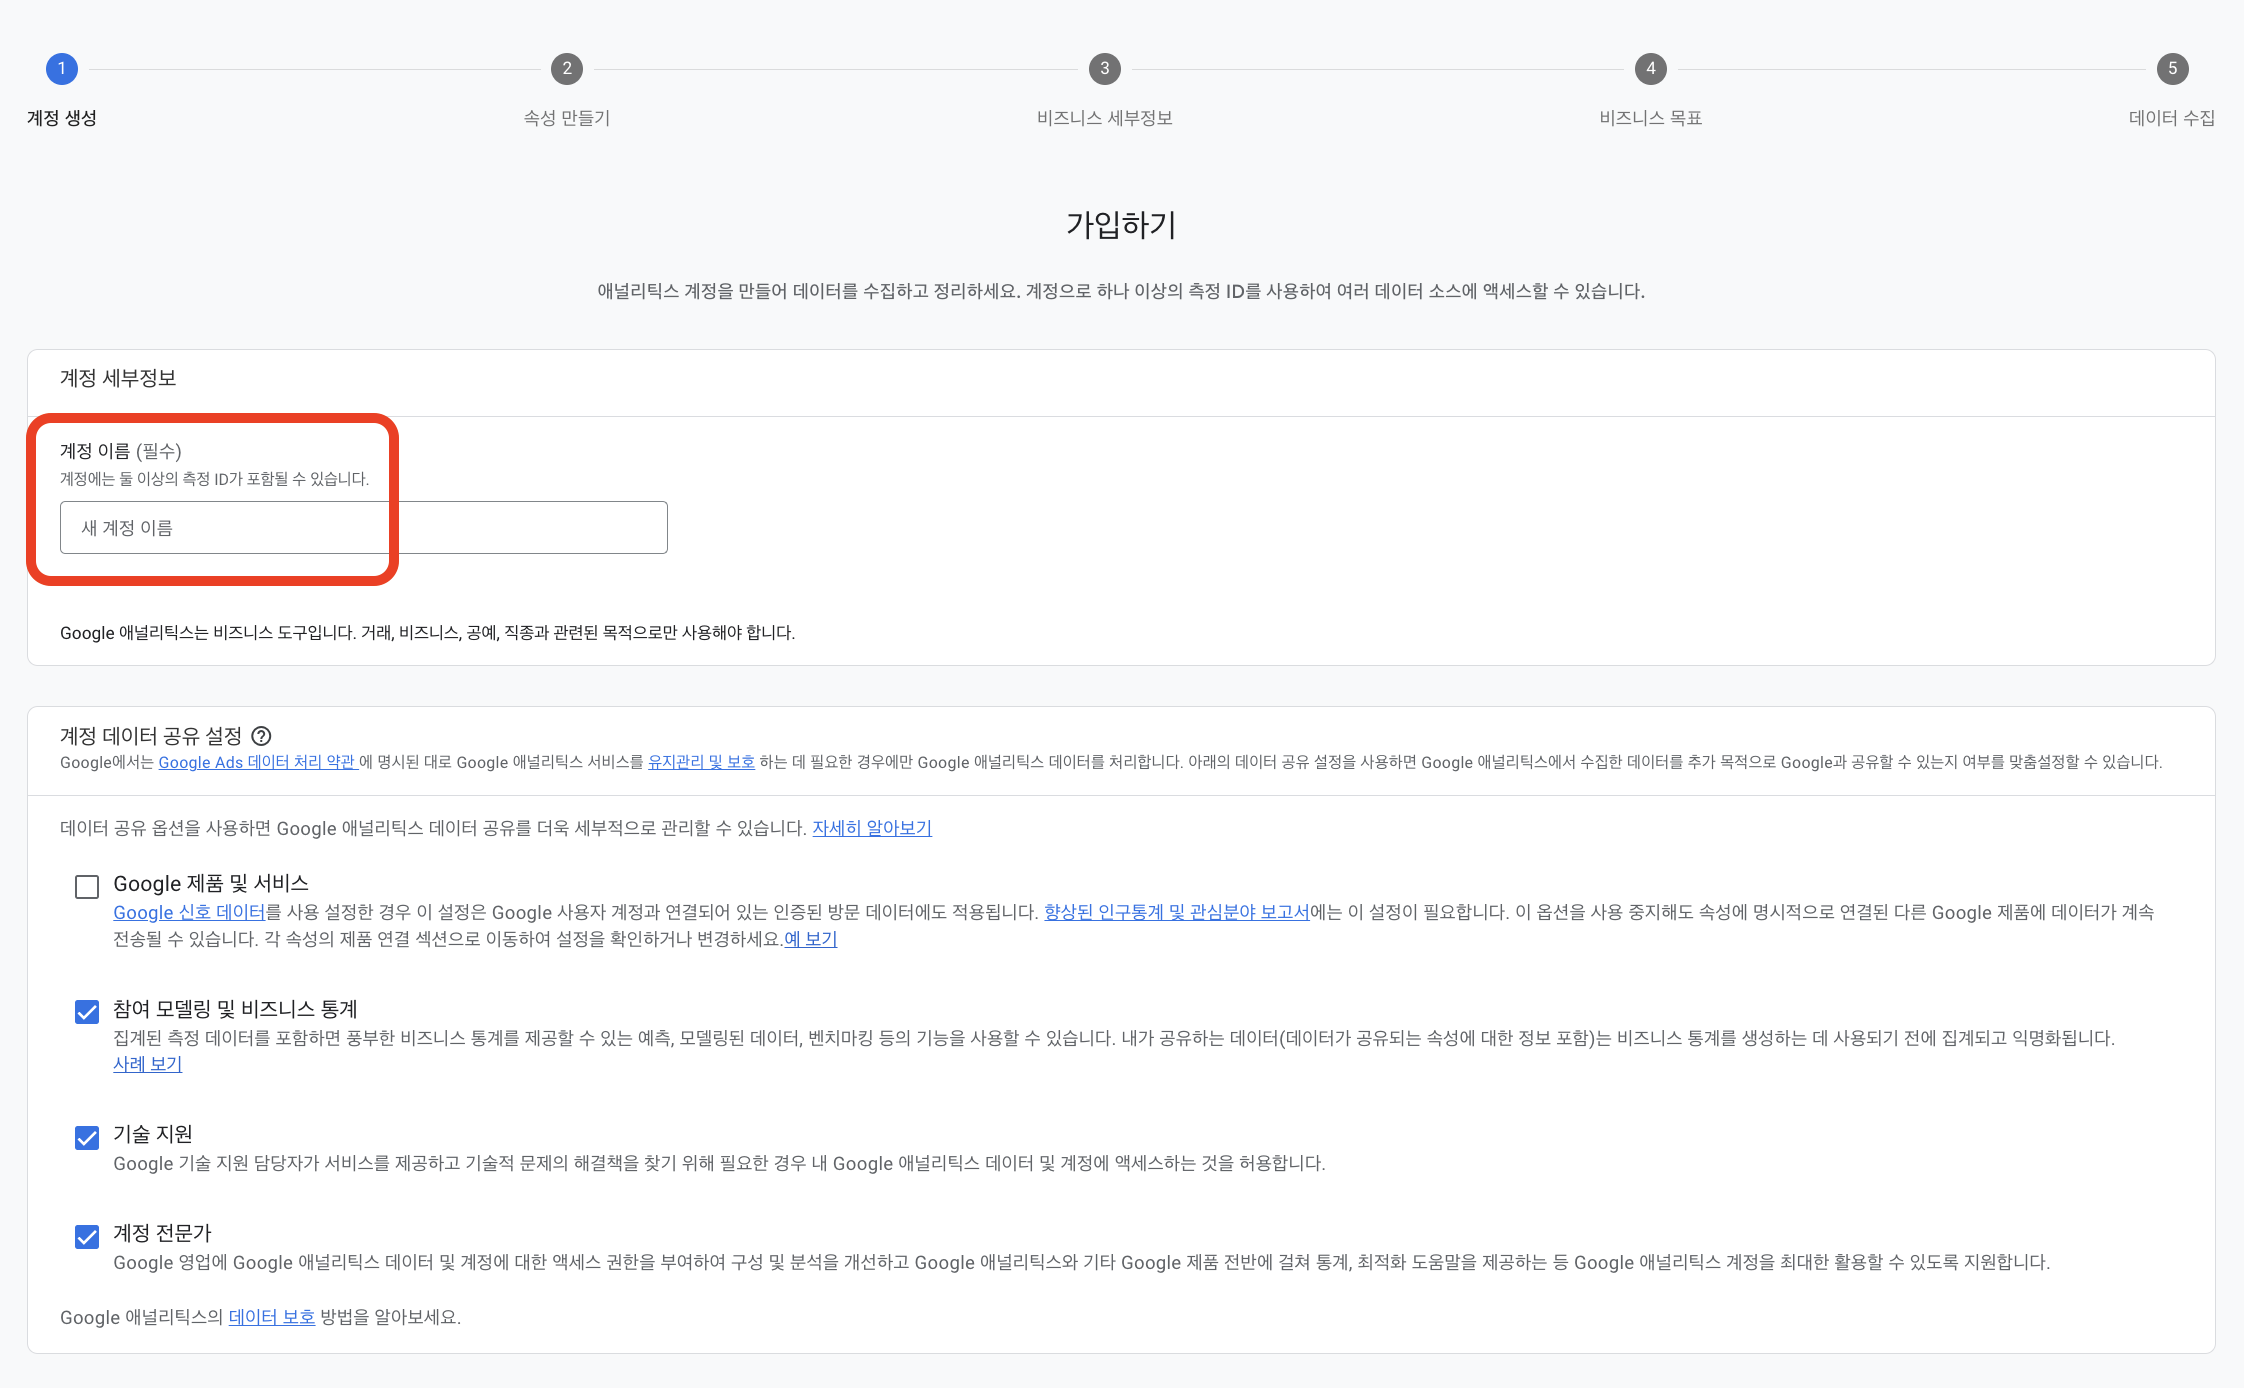 1
2
3
4
5
계정 생성
속성 만들기
비즈니스 세부정보
비즈니스 목표
데이터 수집
가입하기
애널리틱스 계정을 만들어 데이터를 수집하고 정리하세요. 계정으로 하나 이상의 측정 ID를 사용하여 여러 데이터 소스에 액세스할 수 있습니다.
계정 세부정보
계정 이름 (필수)
계정에는 둘 이상의 측정 ID가 포함될 수 있습니다.
새 계정 이름
Google 애널리틱스는 비즈니스 도구입니다. 거래, 비즈니스, 공예, 직종과 관련된 목적으로만 사용해야 합니다.
계정 데이터 공유 설정 ?
Google에서는 Google Ads 데이터 처리 약관 에 명시된 대로 Google 애널리틱스 서비스를 유지관리 및 보호 하는 데 필요한 경우에만 Google 애널리틱스 데이터를 처리합니다. 아래의 데이터 공유 설정을 사용하면 Google 애널리틱스에서 수집한 데이터를 추가 목적으로 Google과 공유할 수 있는지 여부를 맞춤설정할 수 있습니다.
데이터 공유 옵션을 사용하면 Google 애널리틱스 데이터 공유를 더욱 세부적으로 관리할 수 있습니다. 자세히 알아보기
Google 제품 및 서비스
Google 신호 데이터를 사용 설정한 경우 이 설정은 Google 사용자 계정과 연결되어 있는 인증된 방문 데이터에도 적용됩니다. 향상된 인구통계 및 관심분야 보고서에는 이 설정이 필요합니다. 이 옵션을 사용 중지해도 속성에 명시적으로 연결된 다른 Google 제품에 데이터가 계속
전송될 수 있습니다. 각 속성의 제품 연결 섹션으로 이동하여 설정을 확인하거나 변경하세요.예 보기
참여 모델링 및 비즈니스 통계
집계된 측정 데이터를 포함하면 풍부한 비즈니스 통계를 제공할 수 있는 예측, 모델링된 데이터, 벤치마킹 등의 기능을 사용할 수 있습니다. 내가 공유하는 데이터(데이터가 공유되는 속성에 대한 정보 포함)는 비즈니스 통계를 생성하는 데 사용되기 전에 집계되고 익명화됩니다.
사례 보기
기술 지원
Google 기술 지원 담당자가 서비스를 제공하고 기술적 문제의 해결책을 찾기 위해 필요한 경우 내 Google 애널리틱스 데이터 및 계정에 액세스하는 것을 허용합니다.
계정 전문가
Google 영업에 Google 애널리틱스 데이터 및 계정에 대한 액세스 권한을 부여하여 구성 및 분석을 개선하고 Google 애널리틱스와 기타 Google 제품 전반에 걸쳐 통계, 최적화 도움말을 제공하는 등 Google 애널리틱스 계정을 최대한 활용할 수 있도록 지원합니다.
Google 애널리틱스의 데이터 보호 방법을 알아보세요.